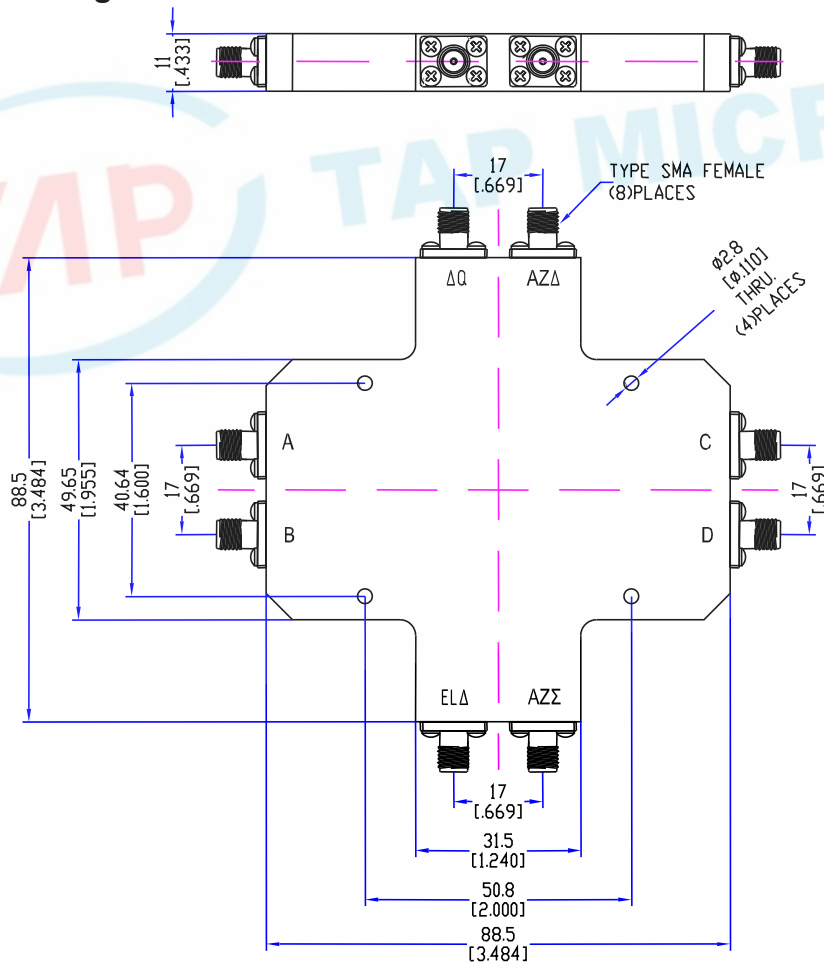 11
[.433]
TAP
TAP MICR
17
[.669]
TYPE SMA FEMALE
(8)PLACES
Ø2.8
[Ø.110]
THRU.
(4)PLACES
ΔQ
AZΔ
A
C
88.5
[3.484]
49.65
[1.955]
40.64
[1.600]
17
[.669]
17
[.669]
B
D
ELΔ
AZΣ
17
[.669]
31.5
[1.240]
50.8
[2.000]
88.5
[3.484]